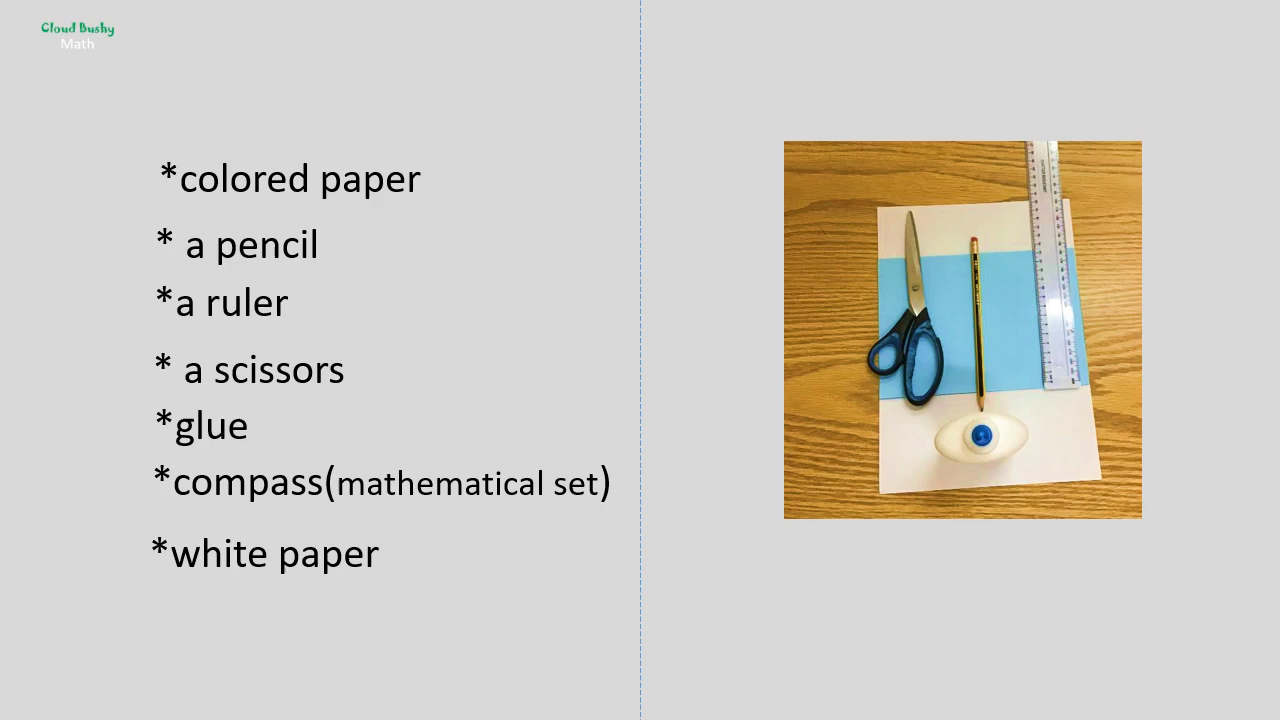 Cloud Bushy
Math
*colored paper
* a pencil
*a ruler
* a scissors
*glue
*compass(mathematical set)
*white paper